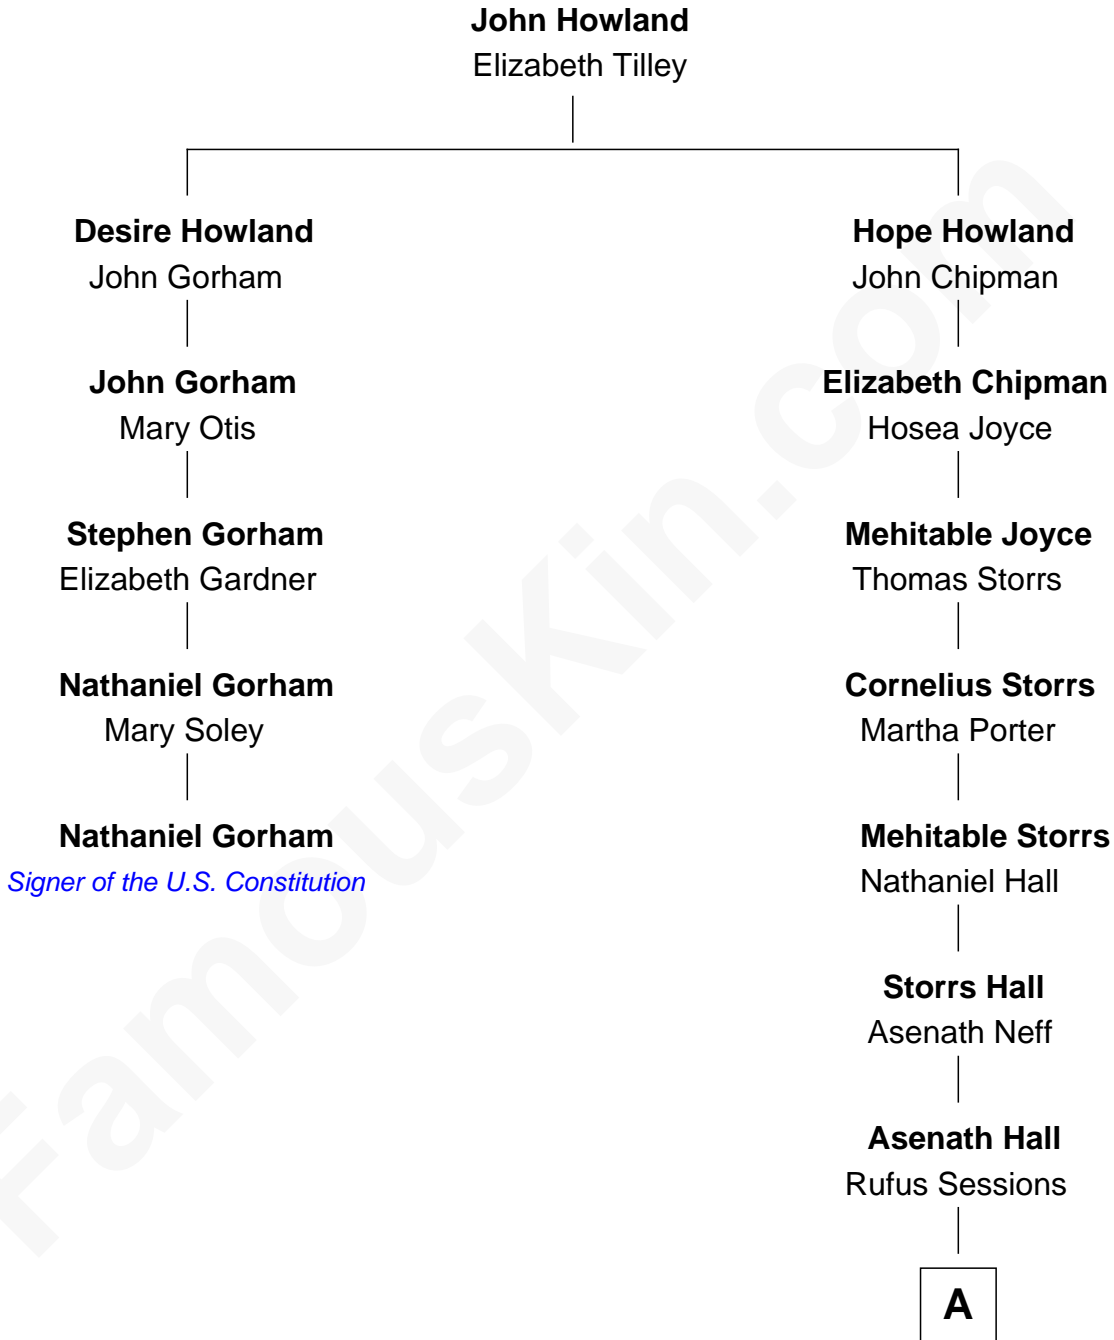 John Howland
Elizabeth Tilley
Desire Howland
John Gorham
Hope Howland
John Chipman
John Gorham
Mary Otis
Elizabeth Chipman
Hosea Joyce
Stephen Gorham
Elizabeth Gardner
Mehitable Joyce
Thomas Storrs
Nathaniel Gorham
Mary Soley
Cornelius Storrs
Martha Porter
Nathaniel Gorham
Signer of the U.S. Constitution
Mehitable Storrs
Nathaniel Hall
Storrs Hall
Asenath Neff
Asenath Hall
Rufus Sessions
A
FamousKin.com